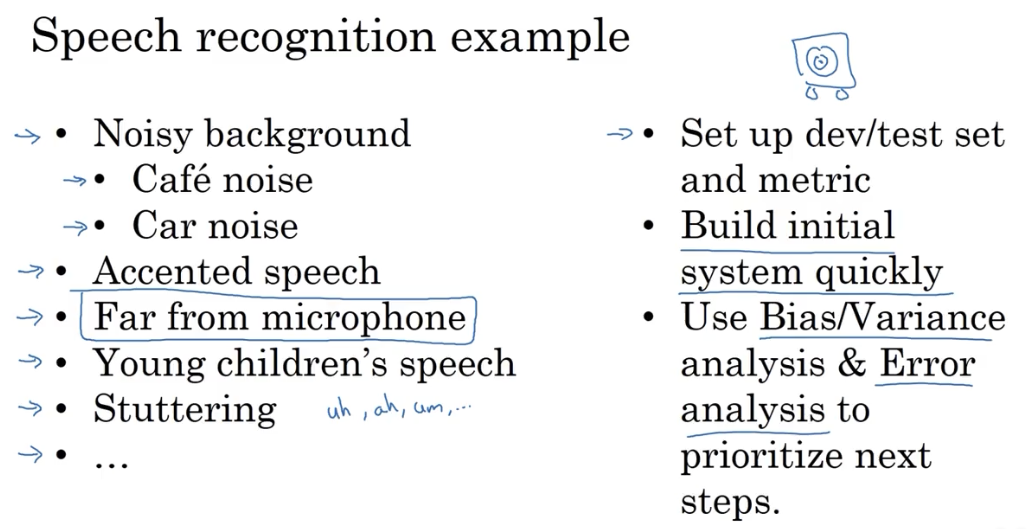 Speech recognition example
• Noisy background
• Café noise
• Car noise
• Accented speech
• Far from microphone
• Young children's speech
• Stuttering uh, ah, um, ...
• ...
• Set up dev/test set
and metric
• Build initial
system quickly
• Use Bias/Variance
analysis & Error
analysis to
prioritize next
steps.